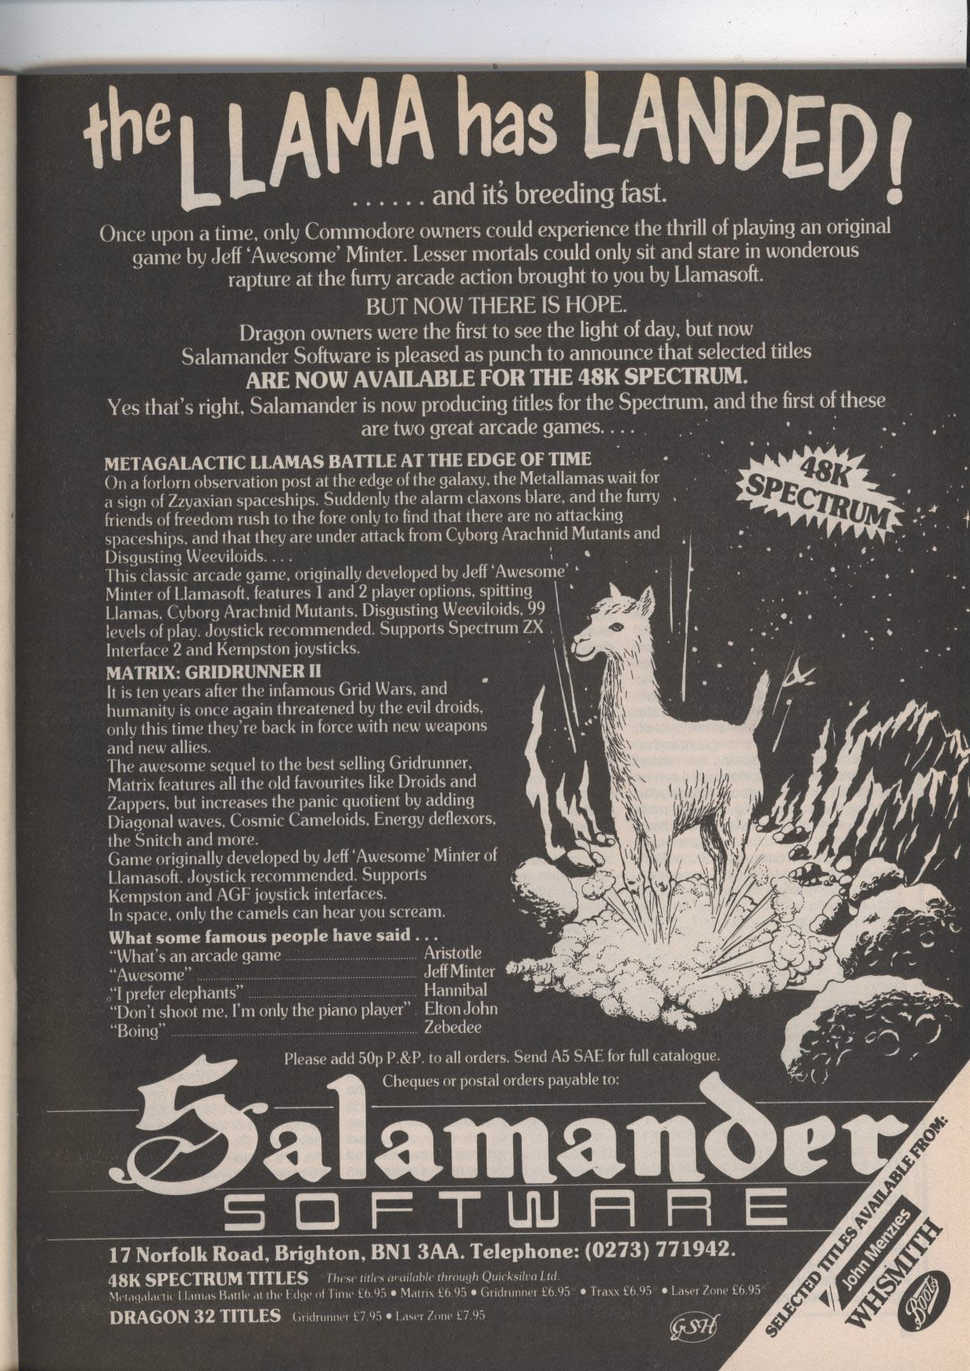 the LLAMA has LANDED!
. . . . . . and it's breeding fast.
Once upon a time, only Commodore owners could experience the thrill of playing an original
game by Jeff 'Awesome' Minter. Lesser mortals could only sit and stare in wonderous
rapture at the furry arcade action brought to you by Llamasoft.
BUT NOW THERE IS HOPE.
Dragon owners were the first to see the light of day, but now
Salamander Software is pleased as punch to announce that selected titles
ARE NOW AVAILABLE FOR THE 48K SPECTRUM.
Yes that's right, Salamander is now producing titles for the Spectrum, and the first of these
are two great arcade games. . . .
48K
SPECTRUM
METAGALACTIC LLAMAS BATTLE AT THE EDGE OF TIME
On a forlorn observation post at the edge of the galaxy, the Metallamas wait for
a sign of Zzyaxian spaceships. Suddenly the alarm claxons blare, and the furry
friends of freedom rush to the fore only to find that there are no attacking
spaceships, and that they are under attack from Cyborg Arachnid Mutants and
Disgusting Weeviloids. . . .
This classic arcade game, originally developed by Jeff 'Awesome'
Minter of Llamasoft, features 1 and 2 player options, spitting
Llamas, Cyborg Arachnid Mutants, Disgusting Weeviloids, 99
levels of play. Joystick recommended. Supports Spectrum ZX
Interface 2 and Kempston joysticks.
MATRIX: GRIDRUNNER II
It is ten years after the infamous Grid Wars, and
humanity is once again threatened by the evil droids,
only this time they're back in force with new weapons
and new allies.
The awesome sequel to the best selling Gridrunner,
Matrix features all the old favourites like Droids and
Zappers, but increases the panic quotient by adding
Diagonal waves, Cosmic Cameloids, Energy deflexors,
the Snitch and more.
Game originally developed by Jeff 'Awesome' Minter of
Llamasoft. Joystick recommended. Supports
Kempston and AGF joystick interfaces.
In space, only the camels can hear you scream.
What some famous people have said . . .
"What's an arcade game ........ Aristotle
"Awesome" ........ Jeff Minter
"I prefer elephants" ........ Hannibal
"Don't shoot me, I'm only the piano player" Elton John
"Boing" ........ Zebedee
Please add 50p P.&P. to all orders. Send A5 SAE for full catalogue.
Cheques or postal orders payable to:
Salamander
SOFTWARE
17 Norfolk Road, Brighton, BN1 3AA. Telephone: (0273) 771942.
48K SPECTRUM TITLES These titles available through Quicksilva Ltd.
Metagalactic Llamas Battle at the Edge of Time £6.95 • Matrix £6.95 • Gridrunner £6.95 • Traxx £6.95 • Laser Zone £6.95
DRAGON 32 TITLES Gridrunner £7.95 • Laser Zone £7.95
GSH
SELECTED TITLES AVAILABLE FROM:
John Menzies
WHSMITH
Boots